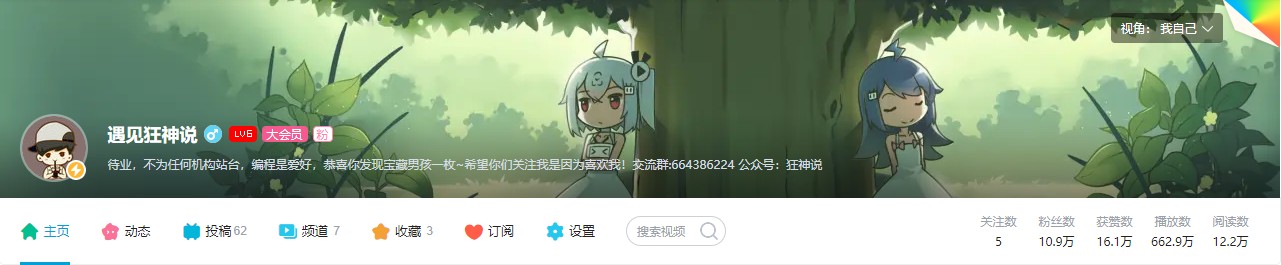 视角： 我自己
遇见狂神说 LV6 大会员 粉
待业，不为任何机构站台，编程是爱好，恭喜你发现宝藏男孩一枚~希望你们关注我是因为喜欢我！交流群:664386224 公众号：狂神说
主页 动态 投稿 62 频道 7 收藏 3 订阅 设置 搜索视频
关注数 粉丝数 获赞数 播放数 阅读数
5 10.9万 16.1万 662.9万 12.2万